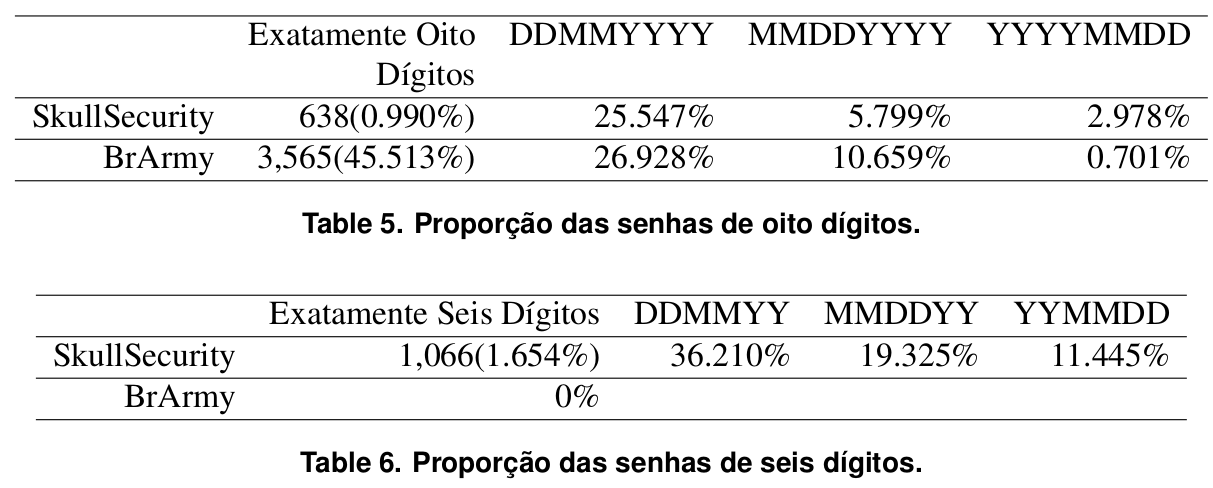 Exatamente Oito DDMMYYYY MMDDYYYY YYYYMMDD
Dígitos
SkullSecurity 638(0.990%) 25.547% 5.799% 2.978%
BrArmy 3,565(45.513%) 26.928% 10.659% 0.701%
Table 5. Proporção das senhas de oito dígitos.
Exatamente Seis Dígitos DDMMYY MMDDYY YYMMDD
SkullSecurity 1,066(1.654%) 36.210% 19.325% 11.445%
BrArmy 0%
Table 6. Proporção das senhas de seis dígitos.